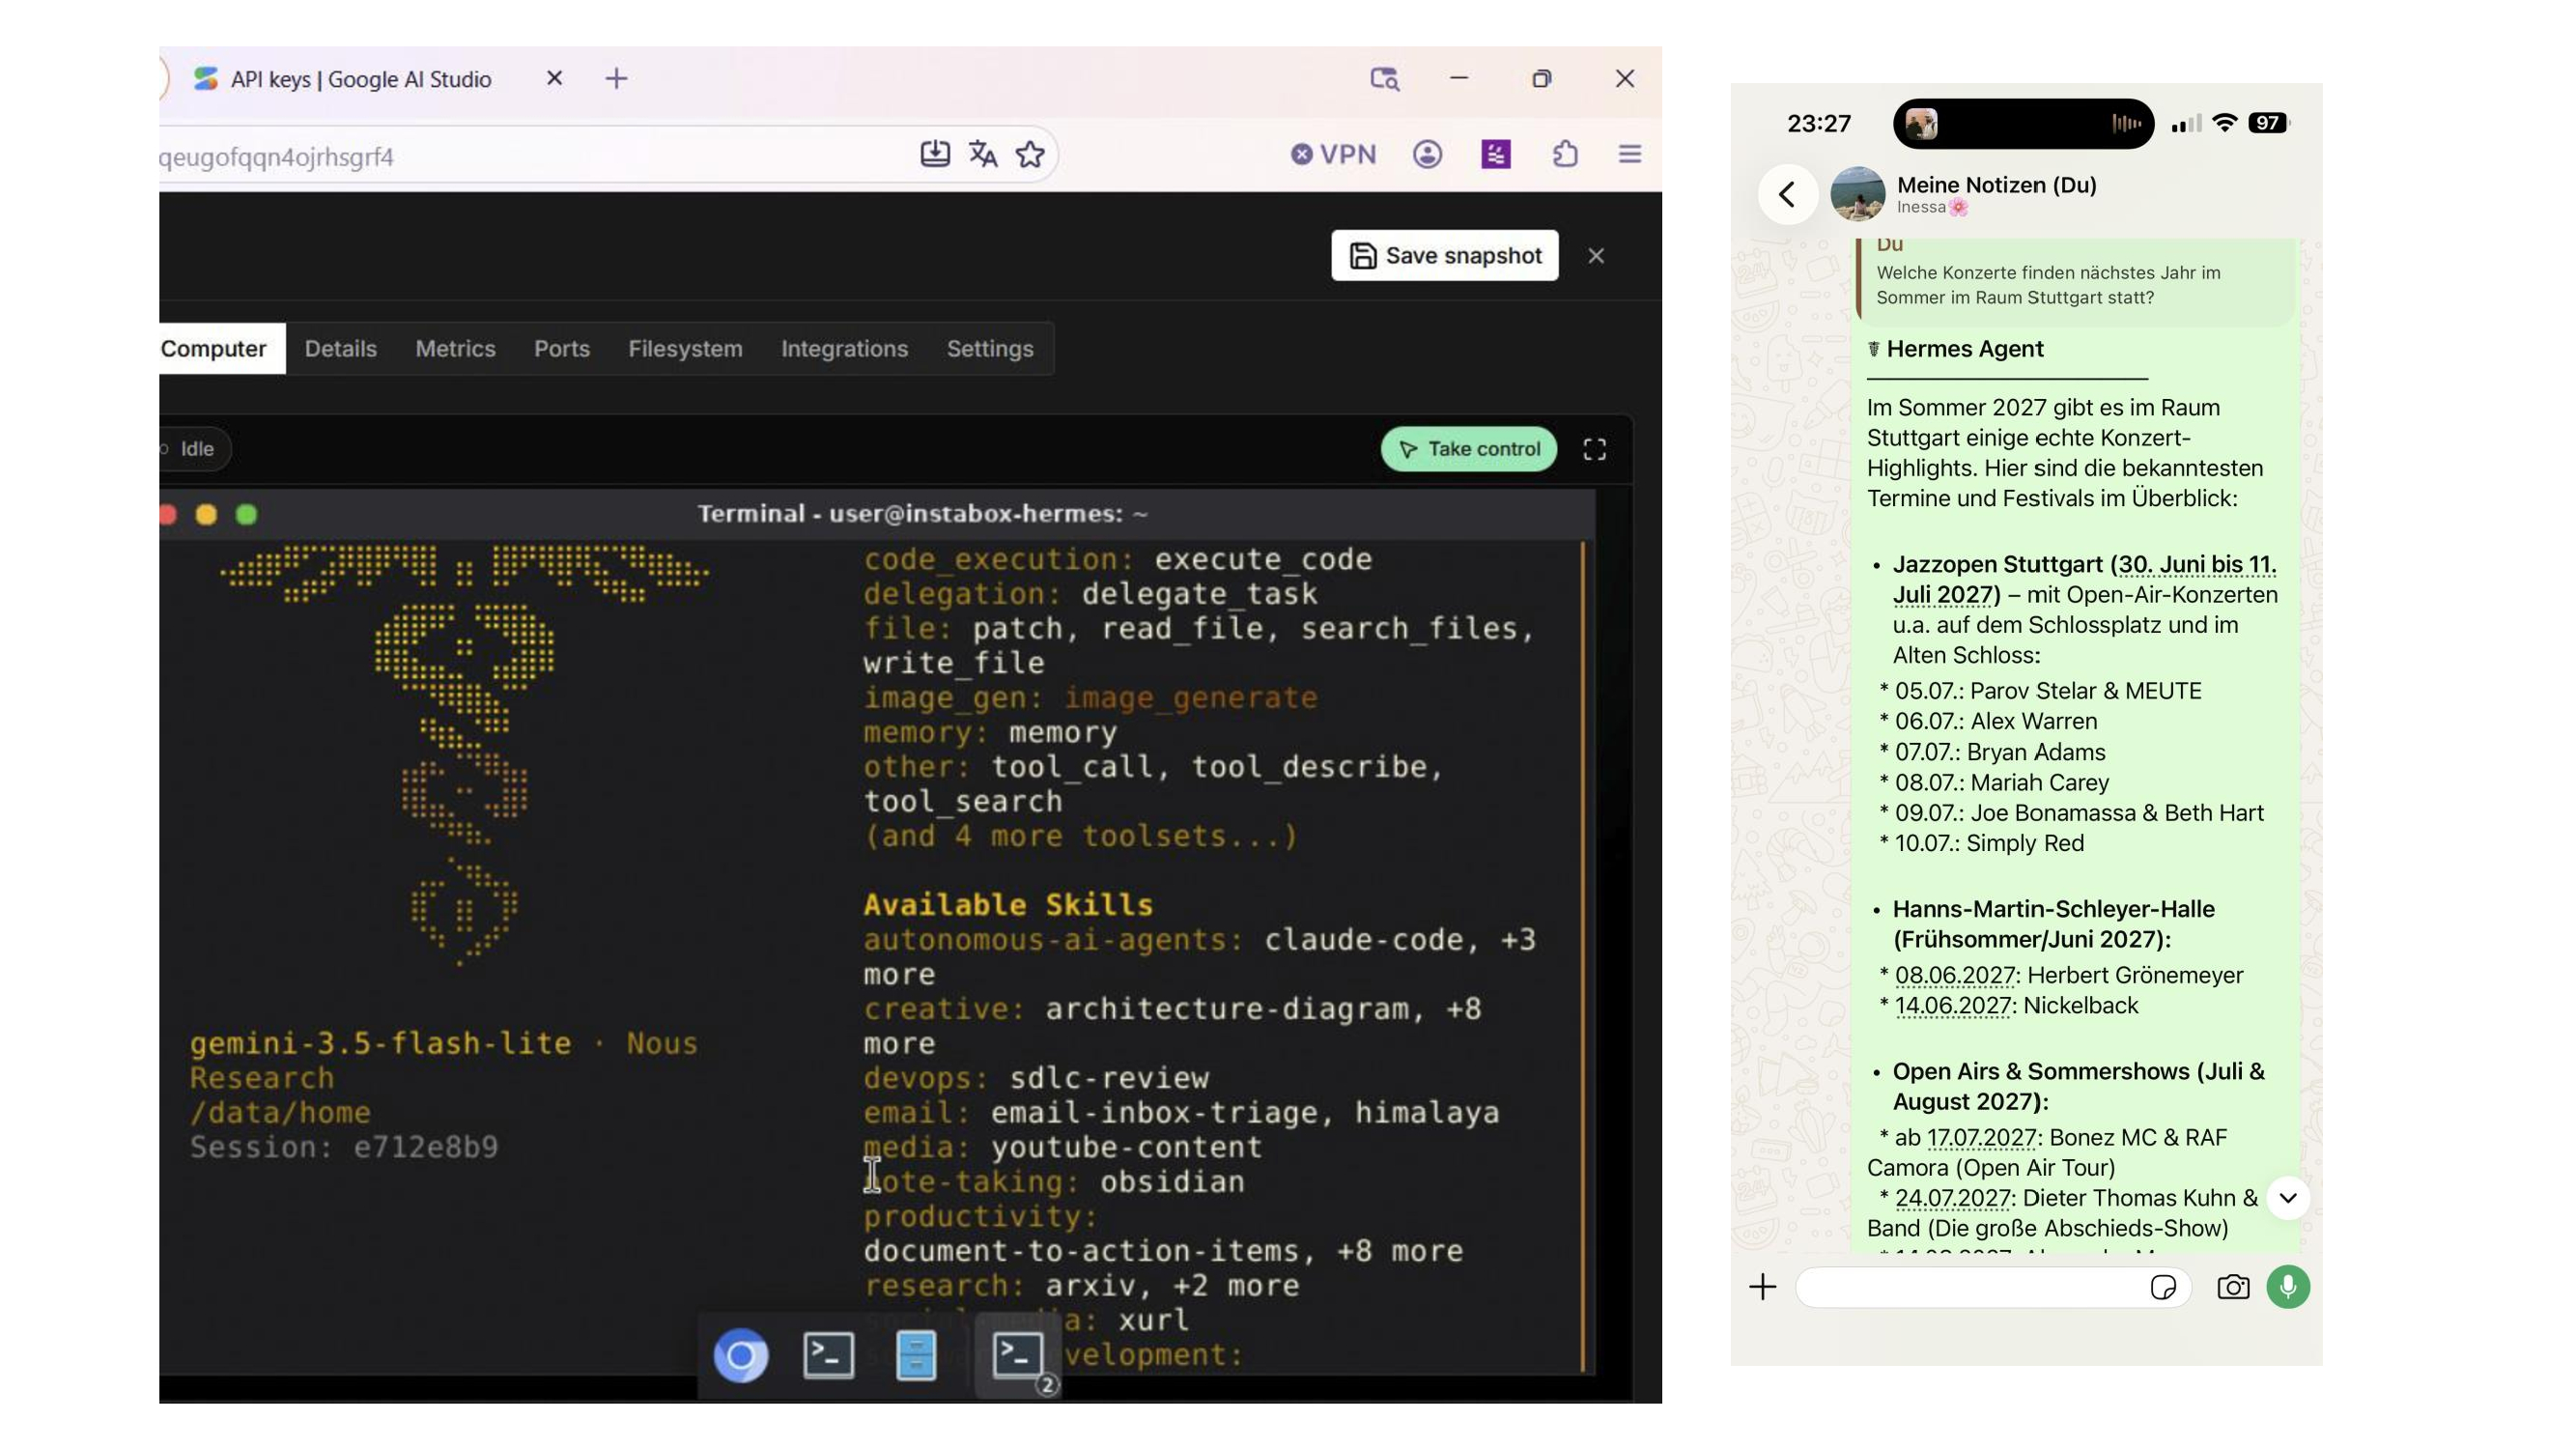 API keys | Google AI Studio
qeugofqqn4ojrhsgrf4
VPN
Save snapshot
Computer Details Metrics Ports Filesystem Integrations Settings
Idle
Take control
Terminal - user@instabox-hermes: ~
code_execution: execute_code
delegation: delegate_task
file: patch, read_file, search_files,
write_file
image_gen: image_generate
memory: memory
other: tool_call, tool_describe,
tool_search
(and 4 more toolsets...)
Available Skills
autonomous-ai-agents: claude-code, +3
more
creative: architecture-diagram, +8
more
devops: sdlc-review
email: email-inbox-triage, himalaya
media: youtube-content
note-taking: obsidian
productivity:
document-to-action-items, +8 more
research: arxiv, +2 more
xurl
gemini-3.5-flash-lite · Nous
Research
/data/home
Session: e712e8b9
2
23:27
97
Meine Notizen (Du)
Inessa🌸
Du
Welche Konzerte finden nächstes Jahr im
Sommer im Raum Stuttgart statt?
☤ Hermes Agent
Im Sommer 2027 gibt es im Raum
Stuttgart einige echte Konzert-
Highlights. Hier sind die bekanntesten
Termine und Festivals im Überblick:
• Jazzopen Stuttgart (30. Juni bis 11.
Juli 2027) – mit Open-Air-Konzerten
u.a. auf dem Schlossplatz und im
Alten Schloss:
* 05.07.: Parov Stelar & MEUTE
* 06.07.: Alex Warren
* 07.07.: Bryan Adams
* 08.07.: Mariah Carey
* 09.07.: Joe Bonamassa & Beth Hart
* 10.07.: Simply Red
• Hanns-Martin-Schleyer-Halle
(Frühsommer/Juni 2027):
* 08.06.2027: Herbert Grönemeyer
* 14.06.2027: Nickelback
• Open Airs & Sommershows (Juli &
August 2027):
* ab 17.07.2027: Bonez MC & RAF
Camora (Open Air Tour)
* 24.07.2027: Dieter Thomas Kuhn &
Band (Die große Abschieds-Show)